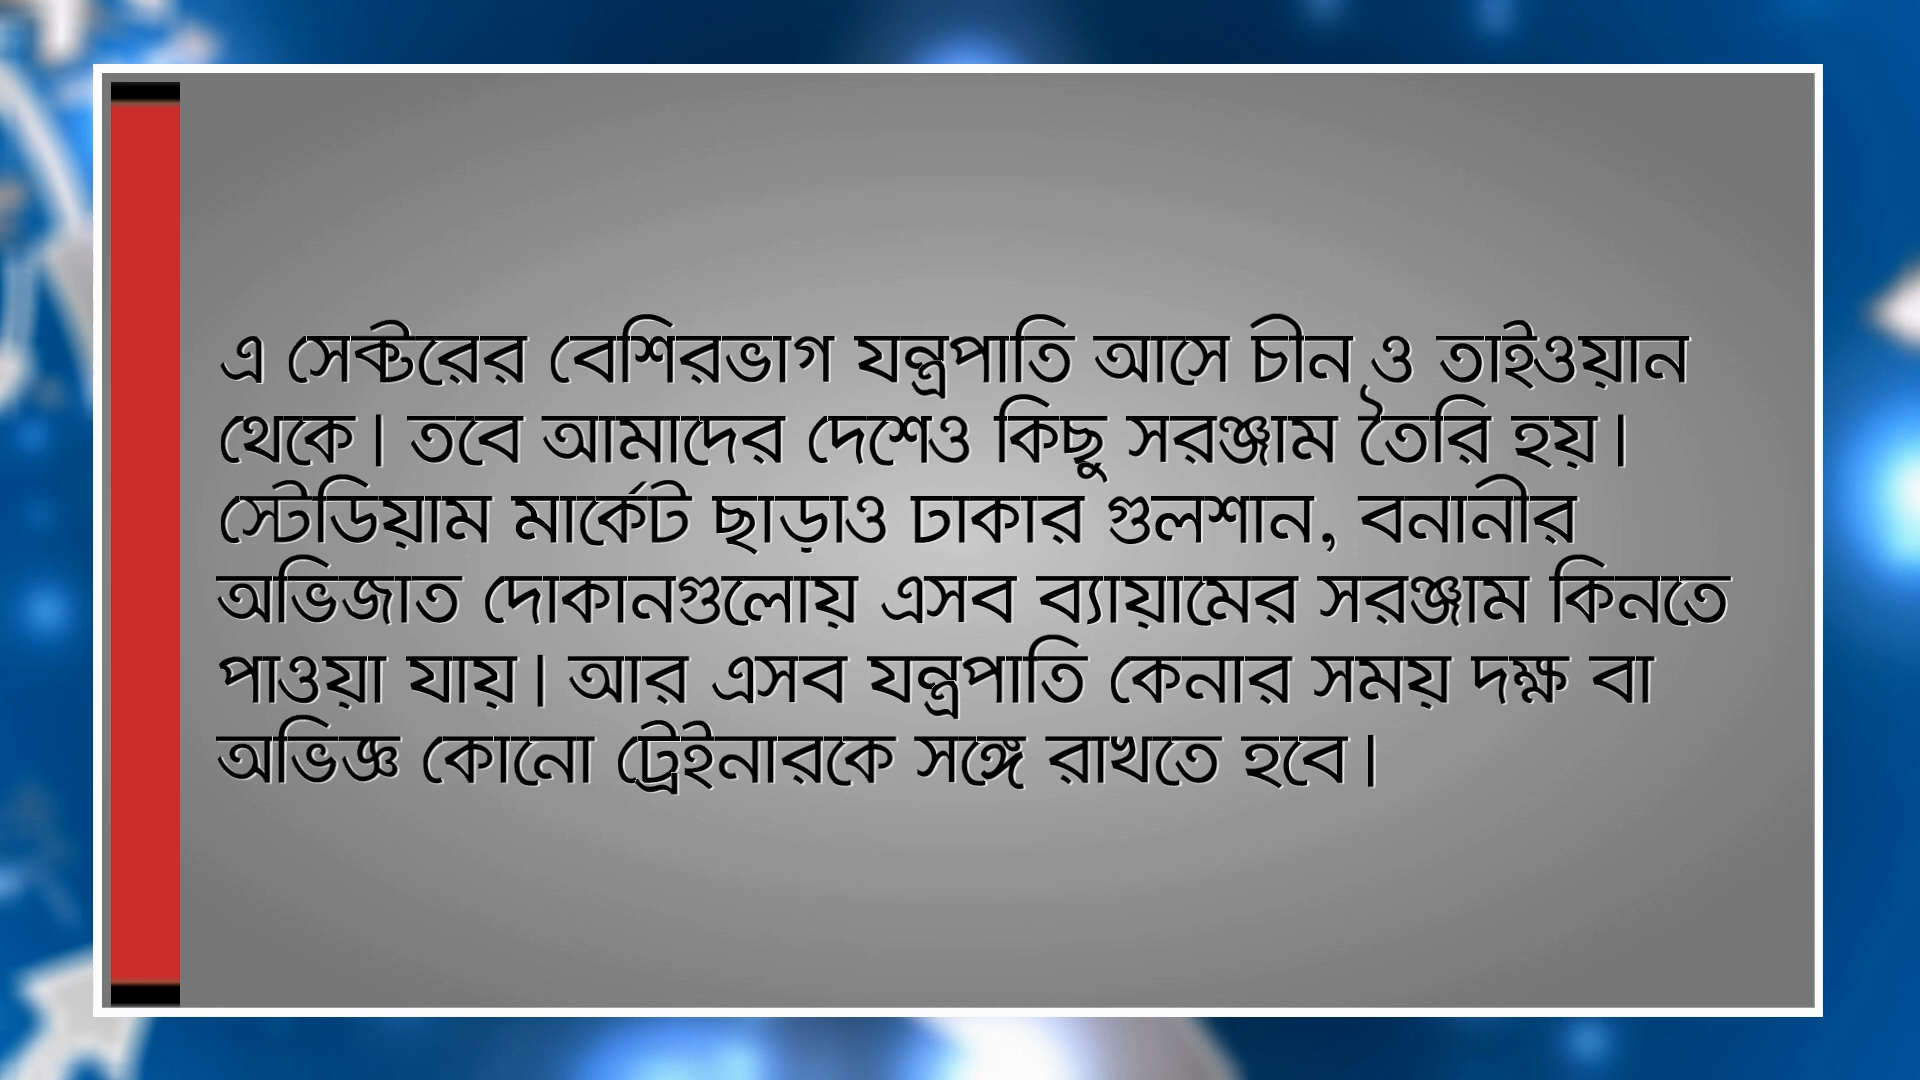 এ সেক্টরের বেশিরভাগ যন্ত্রপাতি আসে চীন ও তাইওয়ান
থেকে। তবে আমাদের দেশেও কিছু সরঞ্জাম তৈরি হয়।
স্টেডিয়াম মার্কেট ছাড়াও ঢাকার গুলশান, বনানীর
অভিজাত দোকানগুলোয় এসব ব্যায়ামের সরঞ্জাম কিনতে
পাওয়া যায়। আর এসব যন্ত্রপাতি কেনার সময় দক্ষ বা
অভিজ্ঞ কোনো ট্রেইনারকে সঙ্গে রাখতে হবে।